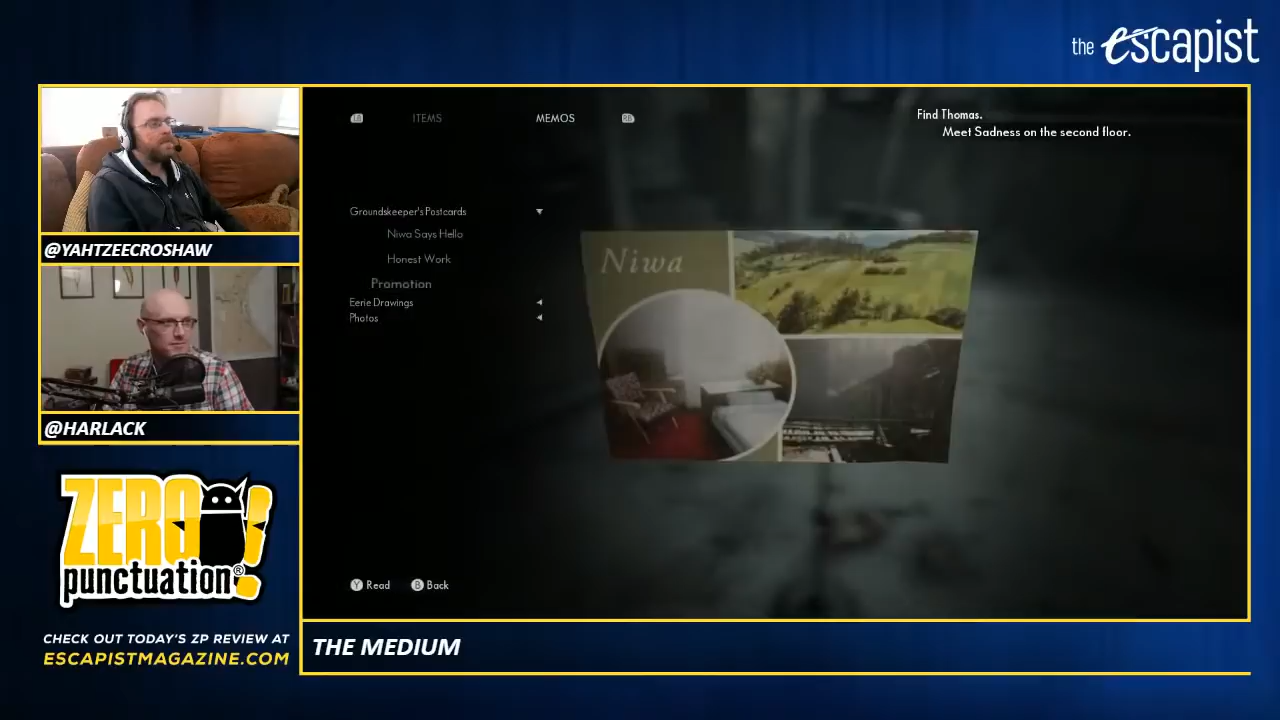 the escapist
LB ITEMS MEMOS RB
Find Thomas.
Meet Sadness on the second floor.
Groundskeeper's Postcards
Niwa Says Hello
Honest Work
Promotion
Eerie Drawings
Photos
Niwa
Y Read B Back
@YAHTZEECROSHAW
@HARLACK
ZERO
punctuation®!
CHECK OUT TODAY'S ZP REVIEW AT
ESCAPISTMAGAZINE.COM
THE MEDIUM